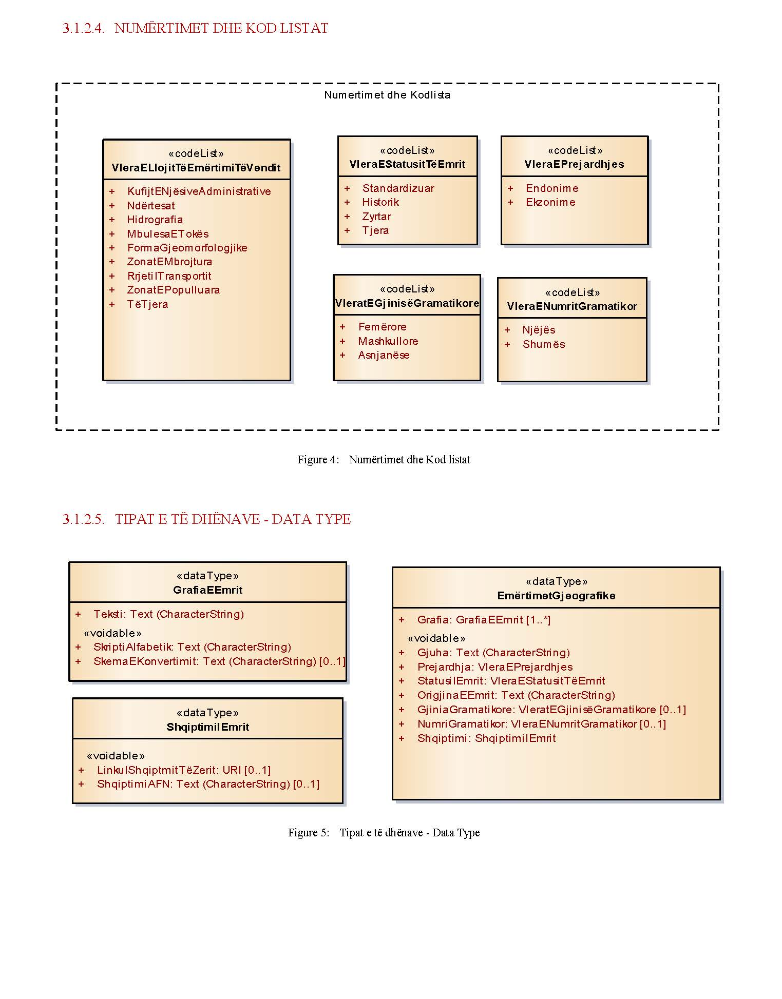 3.1.2.4. NUMËRTIMET DHE KOD LISTAT
Numertimet dhe Kodlista
«codeList»
VleraELlojitTëEmërtimiTëVendit
+ KufijtENjësiveAdministrative
+ Ndërtesat
+ Hidrografia
+ MbulesaETokës
+ FormaGjeomorfologjike
+ ZonatEMbrojtura
+ RrjetiITransportit
+ ZonatEPopulluara
+ TëTjera
«codeList»
VleraEStatusitTëEmrit
+ Standardizuar
+ Historik
+ Zyrtar
+ Tjera
«codeList»
VleraEPrejardhjes
+ Endonime
+ Ekzonime
«codeList»
VleratEGjinisëGramatikore
+ Femërore
+ Mashkullore
+ Asnjanëse
«codeList»
VleraENumritGramatikor
+ Njëjës
+ Shumës
Figure 4: Numërtimet dhe Kod listat
3.1.2.5. TIPAT E TË DHËNAVE - DATA TYPE
«dataType»
GrafiaEEmrit
+ Teksti: Text (CharacterString)
«voidable»
+ SkriptiAlfabetik: Text (CharacterString)
+ SkemaEKonvertimit: Text (CharacterString) [0..1]
«dataType»
ShqiptimiIEmrit
«voidable»
+ LinkuIShqiptmitTëZerit: URI [0..1]
+ ShqiptimiAFN: Text (CharacterString) [0..1]
«dataType»
EmërtimetGjeografike
+ Grafia: GrafiaEEmrit [1..*]
«voidable»
+ Gjuha: Text (CharacterString)
+ Prejardhja: VleraEPrejardhjes
+ StatusiIEmrit: VleraEStatusitTëEmrit
+ OrigjinaEEmrit: Text (CharacterString)
+ GjiniaGramatikore: VleratEGjinisëGramatikore [0..1]
+ NumriGramatikor: VleraENumritGramatikor [0..1]
+ Shqiptimi: ShqiptimiIEmrit
Figure 5: Tipat e të dhënave - Data Type